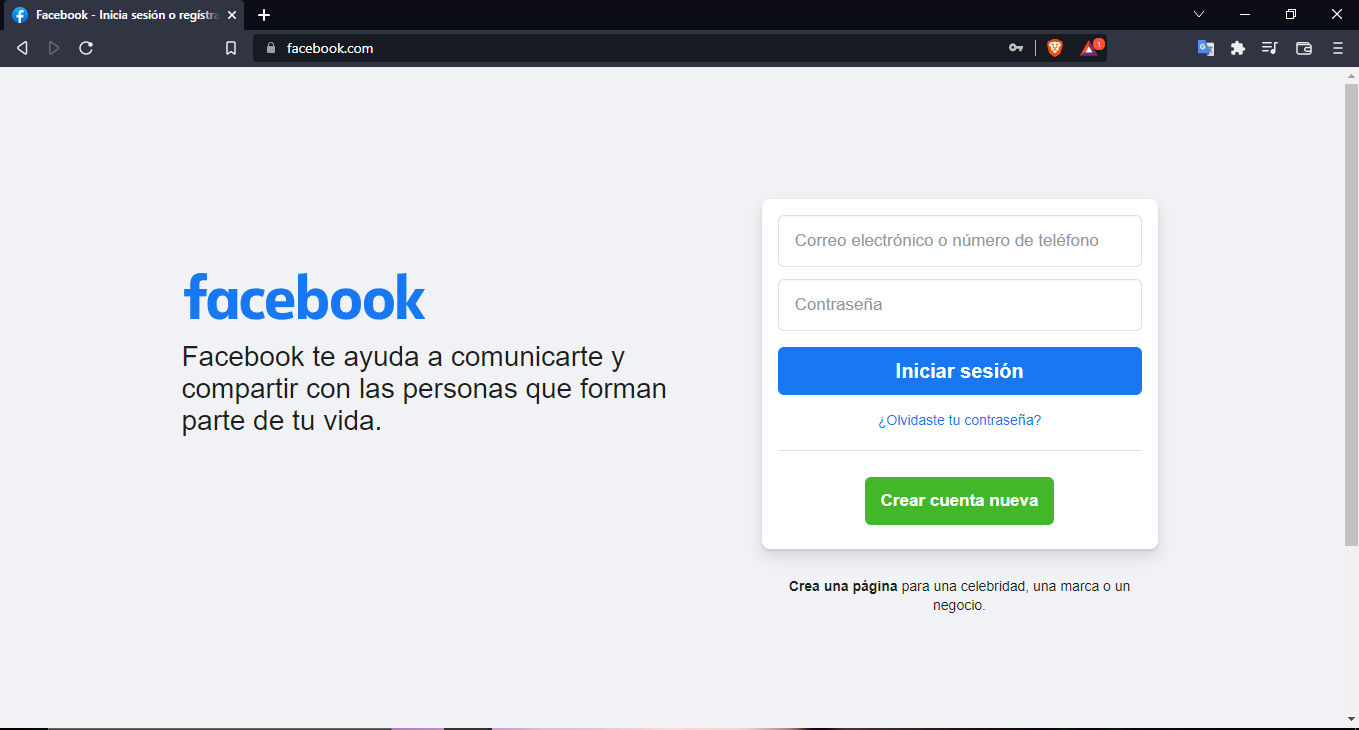 Facebook - Inicia sesión o regístra
facebook.com
1
facebook
Facebook te ayuda a comunicarte y
compartir con las personas que forman
parte de tu vida.
Correo electrónico o número de teléfono
Contraseña
Iniciar sesión
¿Olvidaste tu contraseña?
Crear cuenta nueva
Crea una página para una celebridad, una marca o un
negocio.